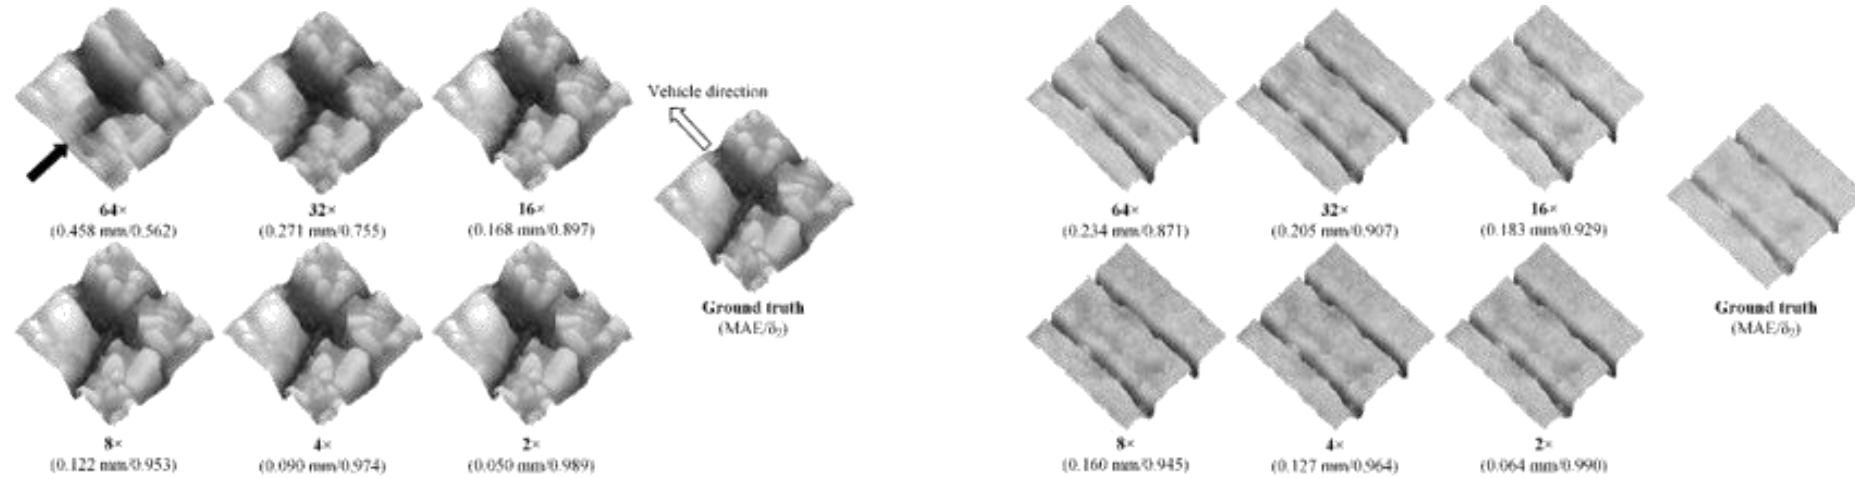 Vehicle direction
64×
(0.458 mm/0.562)
32×
(0.271 mm/0.755)
16×
(0.168 mm/0.897)
Ground truth
(MAE/δ₂)
8×
(0.122 mm/0.953)
4×
(0.090 mm/0.974)
2×
(0.050 mm/0.989)
64×
(0.234 mm/0.871)
32×
(0.205 mm/0.907)
16×
(0.183 mm/0.929)
Ground truth
(MAE/δ₂)
8×
(0.160 mm/0.945)
4×
(0.127 mm/0.964)
2×
(0.064 mm/0.990)